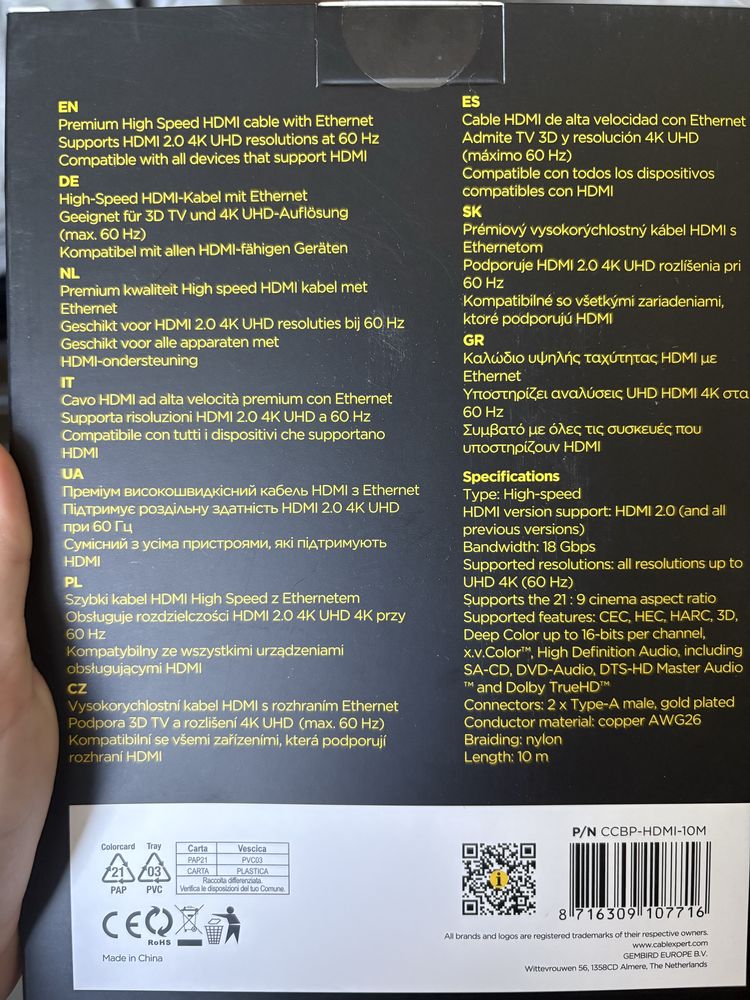 EN
Premium High Speed HDMI cable with Ethernet
Supports HDMI 2.0 4K UHD resolutions at 60 Hz
Compatible with all devices that support HDMI
DE
High-Speed HDMI-Kabel mit Ethernet
Geeignet für 3D TV und 4K UHD-Auflösung
(max. 60 Hz)
Kompatibel mit allen HDMI-fähigen Geräten
NL
Premium kwaliteit High speed HDMI kabel met
Ethernet
Geschikt voor HDMI 2.0 4K UHD resoluties bij 60 Hz
Geschikt voor alle apparaten met
HDMI-ondersteuning
IT
Cavo HDMI ad alta velocità premium con Ethernet
Supporta risoluzioni HDMI 2.0 4K UHD a 60 Hz
Compatibile con tutti i dispositivi che supportano
HDMI
UA
Преміум високошвидкісний кабель HDMI з Ethernet
Підтримує роздільну здатність HDMI 2.0 4K UHD
при 60 Гц
Сумісний з усіма пристроями, які підтримують
HDMI
PL
Szybki kabel HDMI High Speed z Ethernetem
Obsługuje rozdzielczości HDMI 2.0 4K UHD 4K przy
60 Hz
Kompatybilny ze wszystkimi urządzeniami
obsługującymi HDMI
CZ
Vysokorychlostní kabel HDMI s rozhraním Ethernet
Podpora 3D TV a rozlišení 4K UHD (max. 60 Hz)
Kompatibilní se všemi zařízeními, která podporují
rozhraní HDMI
ES
Cable HDMI de alta velocidad con Ethernet
Admite TV 3D y resolución 4K UHD
(máximo 60 Hz)
Compatible con todos los dispositivos
compatibles con HDMI
SK
Prémiový vysokorýchlostný kábel HDMI s
Ethernetom
Podporuje HDMI 2.0 4K UHD rozlíšenia pri
60 Hz
Kompatibilné so všetkými zariadeniami,
ktoré podporujú HDMI
GR
Καλώδιο υψηλής ταχύτητας HDMI με
Ethernet
Υποστηρίζει αναλύσεις UHD HDMI 4K στα
60 Hz
Συμβατό με όλες τις συσκευές που
υποστηρίζουν HDMI
Specifications
Type: High-speed
HDMI version support: HDMI 2.0 (and all
previous versions)
Bandwidth: 18 Gbps
Supported resolutions: all resolutions up to
UHD 4K (60 Hz)
Supports the 21 : 9 cinema aspect ratio
Supported features: CEC, HEC, HARC, 3D,
Deep Color up to 16-bits per channel,
x.v.Color™, High Definition Audio, including
SA-CD, DVD-Audio, DTS-HD Master Audio
™ and Dolby TrueHD™
Connectors: 2 x Type-A male, gold plated
Conductor material: copper AWG26
Braiding: nylon
Length: 10 m
Colorcard Tray
21 03
PAP PVC
Carta Vescica
PAP21 PVC03
CARTA PLASTICA
Raccolta differenziata.
Verifica le disposizioni del tuo Comune.
CE RoHS
Made in China
P/N CCBP-HDMI-10M
i
8 716309 107716
All brands and logos are registered trademarks of their respective owners.
www.cablexpert.com
GEMBIRD EUROPE B.V.
Wittevrouwen 56, 1358CD Almere, The Netherlands